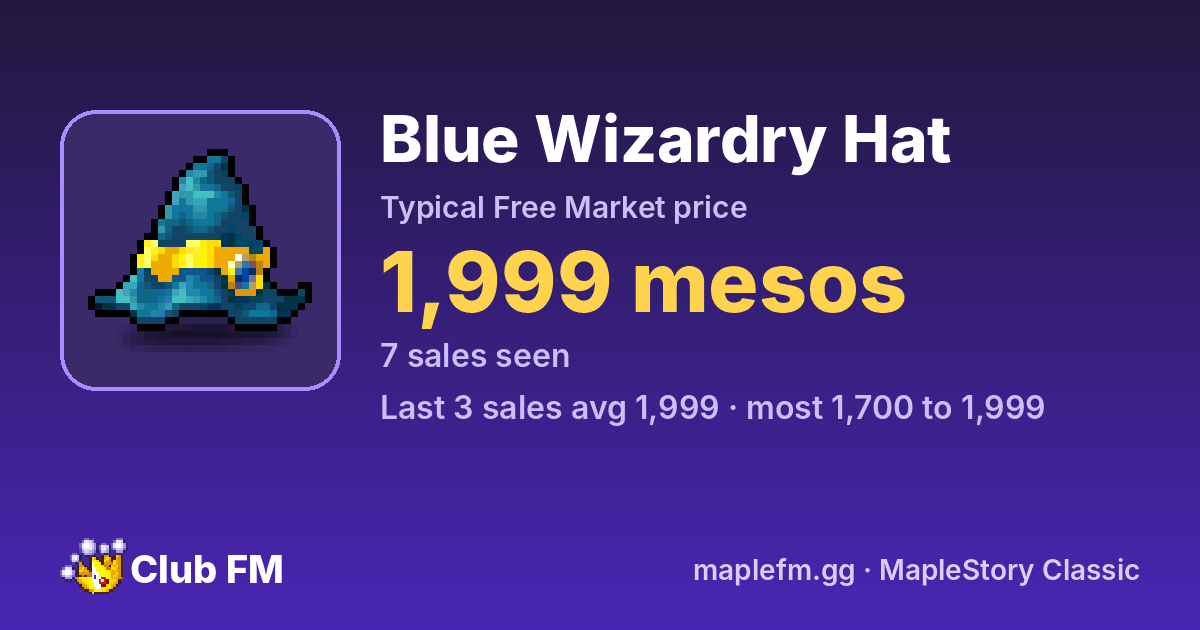 Blue Wizardry Hat
Typical Free Market price
1,999 mesos
7 sales seen
Last 3 sales avg 1,999 · most 1,700 to 1,999
Club FM
maplefm.gg · MapleStory Classic